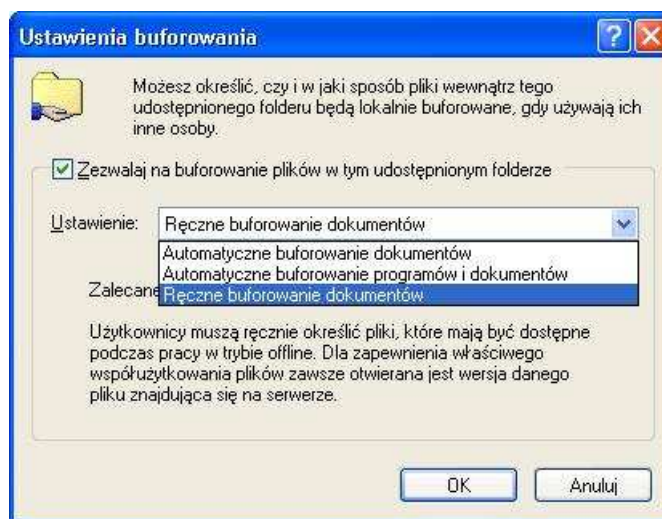 Ustawienia buforowania
Możesz określić, czy i w jaki sposób pliki wewnątrz tego
udostępnionego folderu będą lokalnie buforowane, gdy używają ich
inne osoby.
Zezwalaj na buforowanie plików w tym udostępnionym folderze
Ustawienie: Ręczne buforowanie dokumentów
Automatyczne buforowanie dokumentów
Automatyczne buforowanie programów i dokumentów
Zalecane Ręczne buforowanie dokumentów
Użytkownicy muszą ręcznie określić pliki, które mają być dostępne
podczas pracy w trybie offline. Dla zapewnienia właściwego
współużytkowania plików zawsze otwierana jest wersja danego
pliku znajdująca się na serwerze.
OK Anuluj